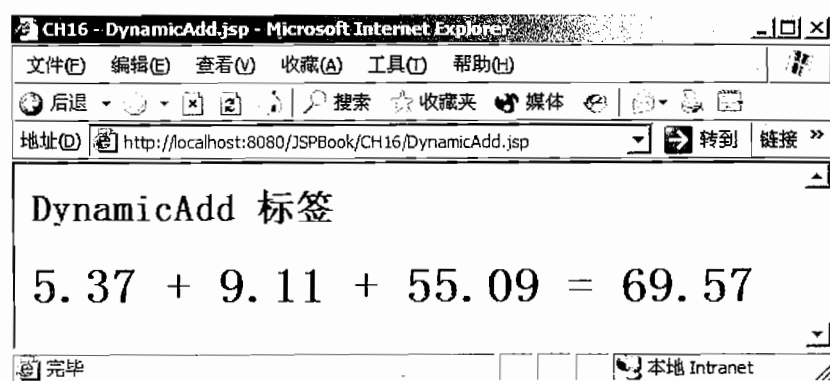 CH16 - DynamicAdd.jsp - Microsoft Internet Explorer
文件(F) 编辑(E) 查看(V) 收藏(A) 工具(T) 帮助(H)
后退 搜索 收藏夹 媒体
地址(D) http://localhost:8080/JSPBook/CH16/DynamicAdd.jsp 转到 链接 »
DynamicAdd 标签
5.37 + 9.11 + 55.09 = 69.57
完毕 本地 Intranet